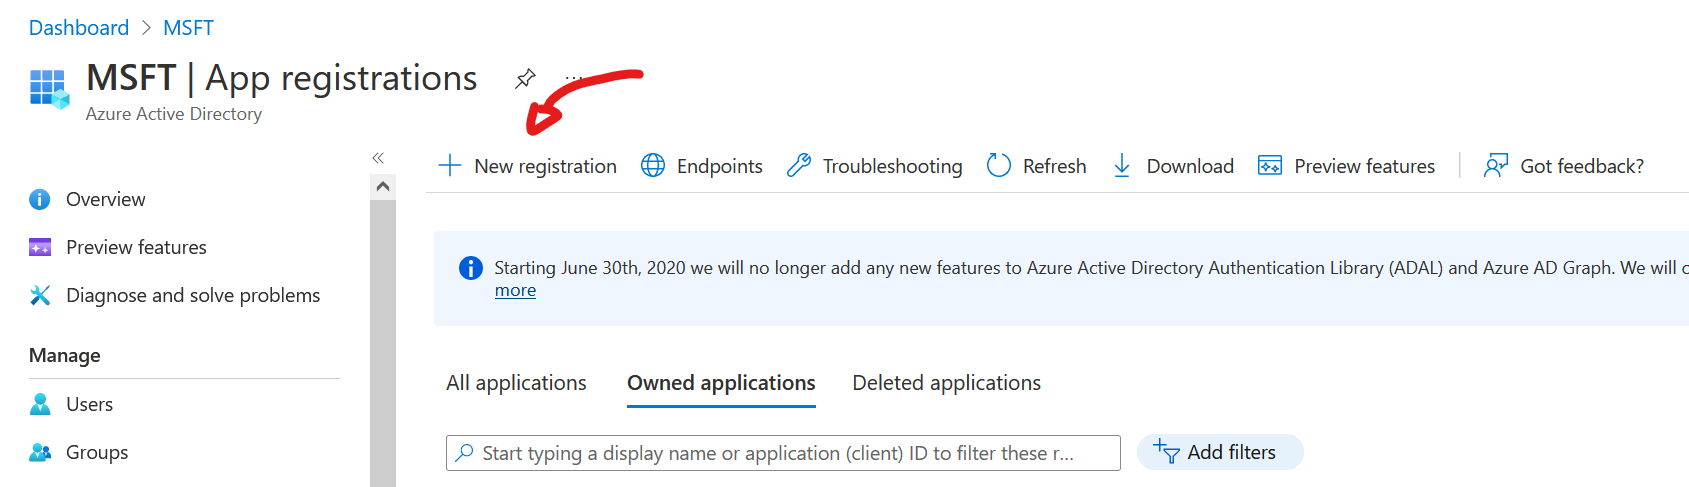 Dashboard > MSFT
MSFT | App registrations
Azure Active Directory
New registration Endpoints Troubleshooting Refresh Download Preview features Got feedback?
Overview
Preview features
Diagnose and solve problems
Manage
Users
Groups
Starting June 30th, 2020 we will no longer add any new features to Azure Active Directory Authentication Library (ADAL) and Azure AD Graph. We will
more
All applications Owned applications Deleted applications
Start typing a display name or application (client) ID to filter these r...
Add filters